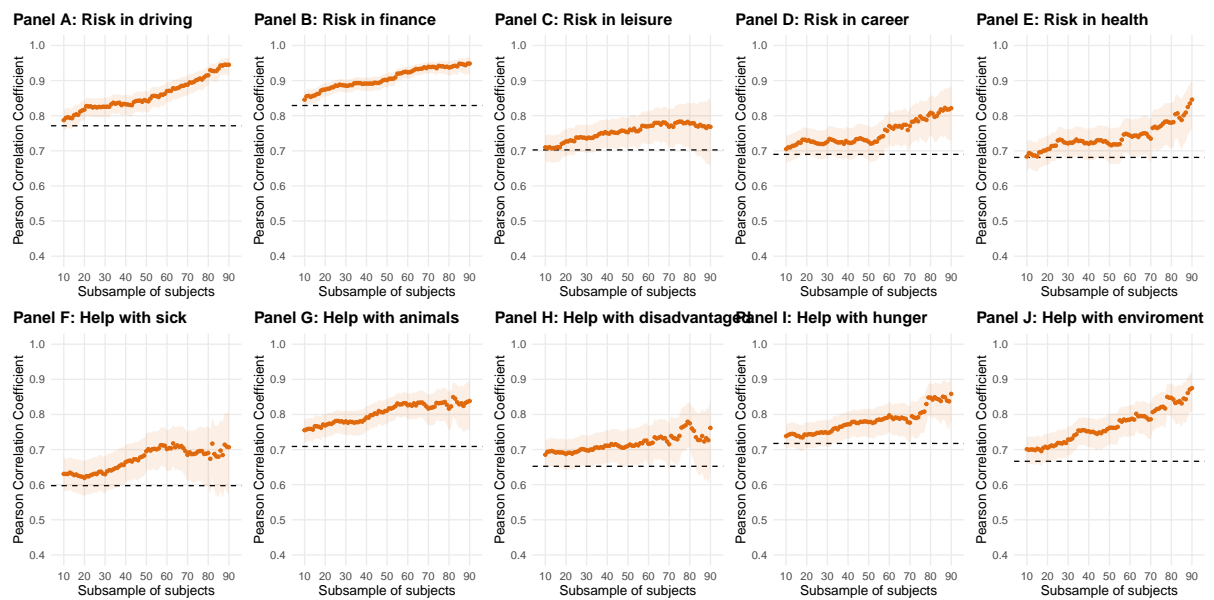 Panel A: Risk in driving
Pearson Correlation Coefficient
1.0
0.9
0.8
0.7
0.6
0.5
0.4
10 20 30 40 50 60 70 80 90
Subsample of subjects
Panel B: Risk in finance
Pearson Correlation Coefficient
1.0
0.9
0.8
0.7
0.6
0.5
0.4
10 20 30 40 50 60 70 80 90
Subsample of subjects
Panel C: Risk in leisure
Pearson Correlation Coefficient
1.0
0.9
0.8
0.7
0.6
0.5
0.4
10 20 30 40 50 60 70 80 90
Subsample of subjects
Panel D: Risk in career
Pearson Correlation Coefficient
1.0
0.9
0.8
0.7
0.6
0.5
0.4
10 20 30 40 50 60 70 80 90
Subsample of subjects
Panel E: Risk in health
Pearson Correlation Coefficient
1.0
0.9
0.8
0.7
0.6
0.5
0.4
10 20 30 40 50 60 70 80 90
Subsample of subjects
Panel F: Help with sick
Pearson Correlation Coefficient
1.0
0.9
0.8
0.7
0.6
0.5
0.4
10 20 30 40 50 60 70 80 90
Subsample of subjects
Panel G: Help with animals
Pearson Correlation Coefficient
1.0
0.9
0.8
0.7
0.6
0.5
0.4
10 20 30 40 50 60 70 80 90
Subsample of subjects
Panel H: Help with disadvantaged
Pearson Correlation Coefficient
1.0
0.9
0.8
0.7
0.6
0.5
0.4
10 20 30 40 50 60 70 80 90
Subsample of subjects
Panel I: Help with hunger
Pearson Correlation Coefficient
1.0
0.9
0.8
0.7
0.6
0.5
0.4
10 20 30 40 50 60 70 80 90
Subsample of subjects
Panel J: Help with enviroment
Pearson Correlation Coefficient
1.0
0.9
0.8
0.7
0.6
0.5
0.4
10 20 30 40 50 60 70 80 90
Subsample of subjects